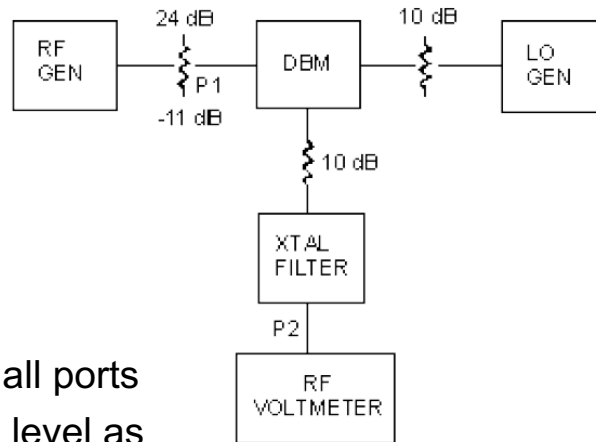 24 dB
10 dB
RF
GEN
P1
DBM
LO
GEN
-11 dB
10 dB
XTAL
FILTER
P2
all ports
level as
RF
VOLTMETER